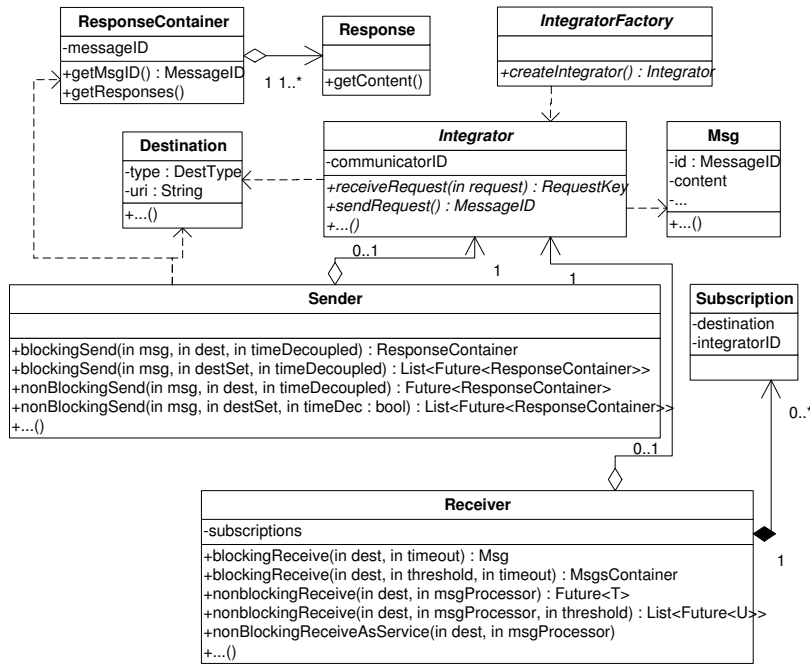 ResponseContainer
-messageID
+getMsgID() : MessageID
+getResponses()
1 1..*
Response
+getContent()
IntegratorFactory
+createIntegrator() : Integrator
Destination
-type : DestType
-uri : String
+...()
Integrator
-communicatorID
+receiveRequest(in request) : RequestKey
+sendRequest() : MessageID
+...()
Msg
-id : MessageID
-content
-...
+...()
0..1
1
1
Sender
+blockingSend(in msg, in dest, in timeDecoupled) : ResponseContainer
+blockingSend(in msg, in destSet, in timeDecoupled) : List<Future<ResponseContainer>>
+nonBlockingSend(in msg, in dest, in timeDecoupled) : Future<ResponseContainer>
+nonBlockingSend(in msg, in destSet, in timeDec : bool) : List<Future<ResponseContainer>>
+...()
Subscription
-destination
-integratorID
0..*
0..1
Receiver
-subscriptions
+blockingReceive(in dest, in timeout) : Msg
+blockingReceive(in dest, in threshold, in timeout) : MsgsContainer
+nonblockingReceive(in dest, in msgProcessor) : Future<T>
+nonblockingReceive(in dest, in msgProcessor, in threshold) : List<Future<U>>
+nonBlockingReceiveAsService(in dest, in msgProcessor)
+...()
1